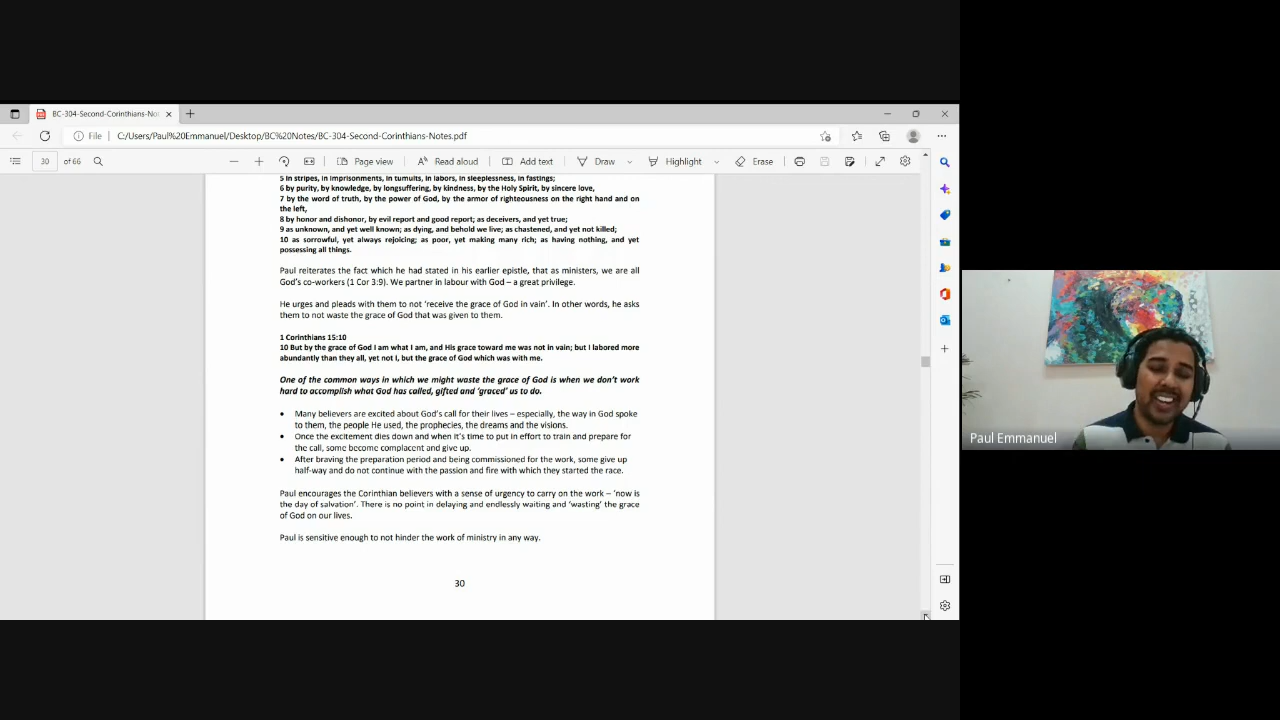 BC-304-Second-Corinthians-No
File
C:/Users/Paul%20Emmanuel/Desktop/BC%20Notes/BC-304-Second-Corinthians-Notes.pdf
30 of 66
Page view
Read aloud
Add text
Draw
Highlight
Erase
5 in stripes, in imprisonments, in tumults, in labors, in sleeplessness, in fastings;
6 by purity, by knowledge, by longsuffering, by kindness, by the Holy Spirit, by sincere love,
7 by the word of truth, by the power of God, by the armor of righteousness on the right hand and on
the left,
8 by honor and dishonor, by evil report and good report; as deceivers, and yet true;
9 as unknown, and yet well known; as dying, and behold we live; as chastened, and yet not killed;
10 as sorrowful, yet always rejoicing; as poor, yet making many rich; as having nothing, and yet
possessing all things.
Paul reiterates the fact which he had stated in his earlier epistle, that as ministers, we are all
God's co-workers (1 Cor 3:9). We partner in labour with God – a great privilege.
He urges and pleads with them to not 'receive the grace of God in vain'. In other words, he asks
them to not waste the grace of God that was given to them.
1 Corinthians 15:10
10 But by the grace of God I am what I am, and His grace toward me was not in vain; but I labored more
abundantly than they all, yet not I, but the grace of God which was with me.
One of the common ways in which we might waste the grace of God is when we don't work
hard to accomplish what God has called, gifted and 'graced' us to do.
• Many believers are excited about God's call for their lives – especially, the way in God spoke
to them, the people He used, the prophecies, the dreams and the visions.
• Once the excitement dies down and when it's time to put in effort to train and prepare for
the call, some become complacent and give up.
• After braving the preparation period and being commissioned for the work, some give up
half-way and do not continue with the passion and fire with which they started the race.
Paul encourages the Corinthian believers with a sense of urgency to carry on the work – 'now is
the day of salvation'. There is no point in delaying and endlessly waiting and 'wasting' the grace
of God on our lives.
Paul is sensitive enough to not hinder the work of ministry in any way.
30
Paul Emmanuel